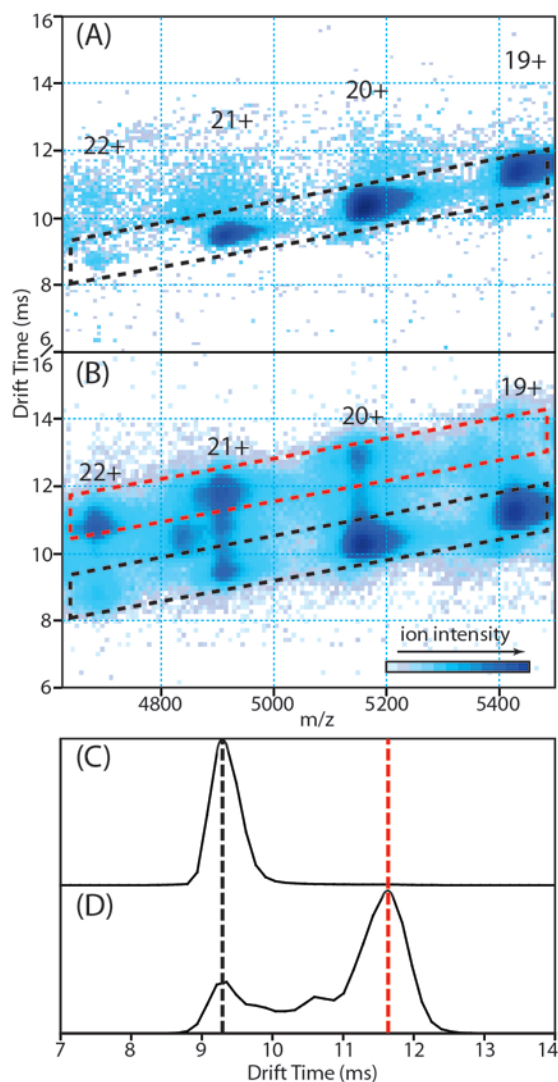 16
(A)
19+
14
20+
21+
22+
12
10
8
6
Drift Time (ms)
16
(B)
14
19+
20+
21+
22+
12
10
8
ion intensity
6
4800
5000
5200
5400
m/z
(C)
(D)
7 8 9 10 11 12 13 14
Drift Time (ms)